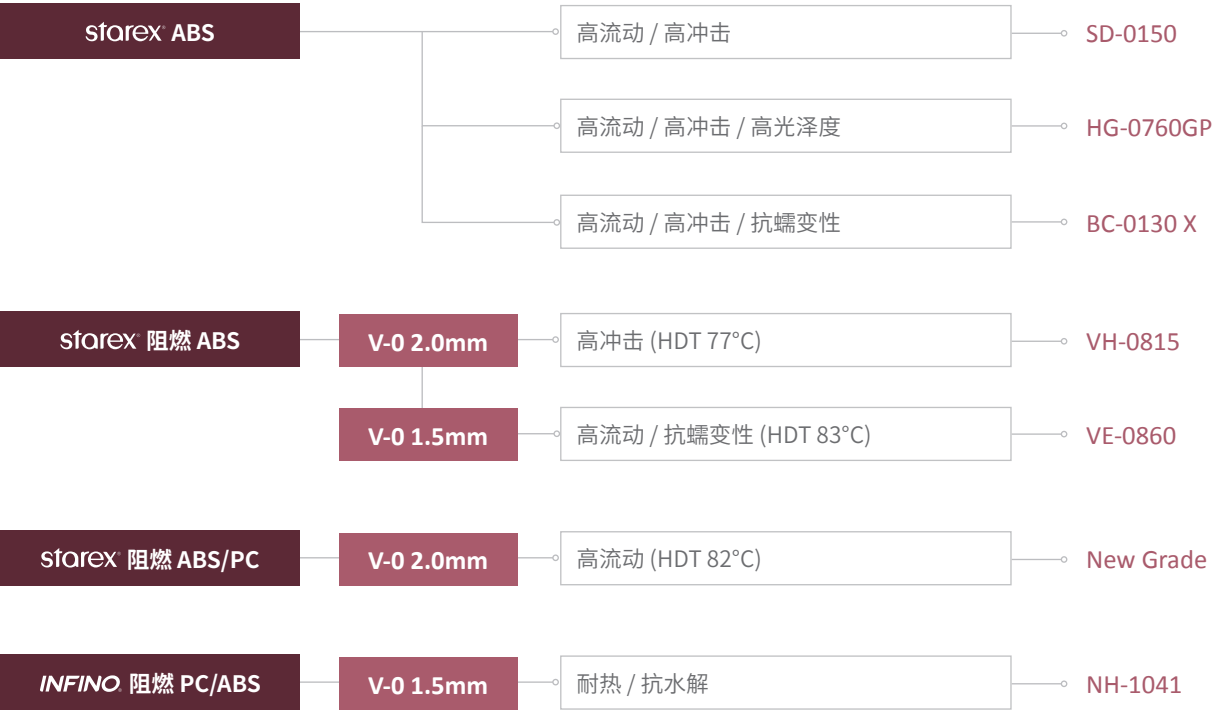 starex® ABS
高流动 / 高冲击
SD-0150
高流动 / 高冲击 / 高光泽度
HG-0760GP
高流动 / 高冲击 / 抗蠕变性
BC-0130 X
starex® 阻燃 ABS
V-0 2.0mm
高冲击 (HDT 77°C)
VH-0815
V-0 1.5mm
高流动 / 抗蠕变性 (HDT 83°C)
VE-0860
starex® 阻燃 ABS/PC
V-0 2.0mm
高流动 (HDT 82°C)
New Grade
INFINO® 阻燃 PC/ABS
V-0 1.5mm
耐热 / 抗水解
NH-1041